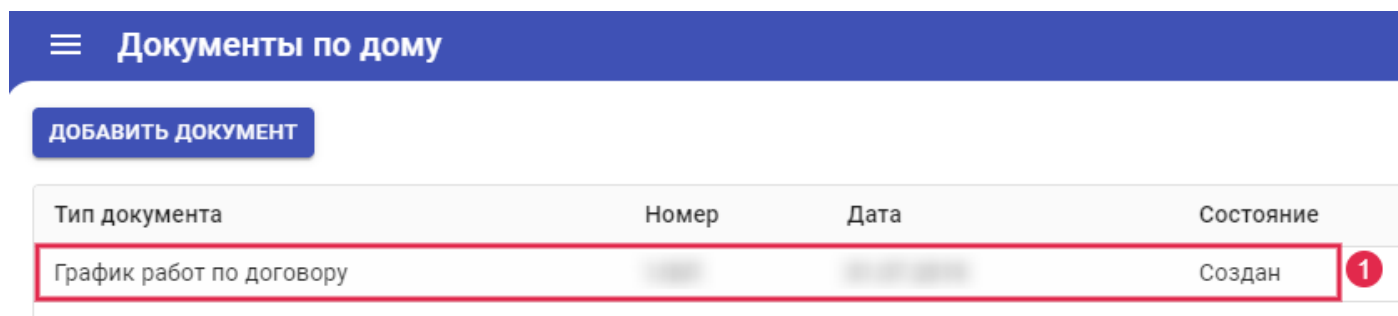 Документы по дому
ДОБАВИТЬ ДОКУМЕНТ
Тип документа Номер Дата Состояние
График работ по договору Создан 1